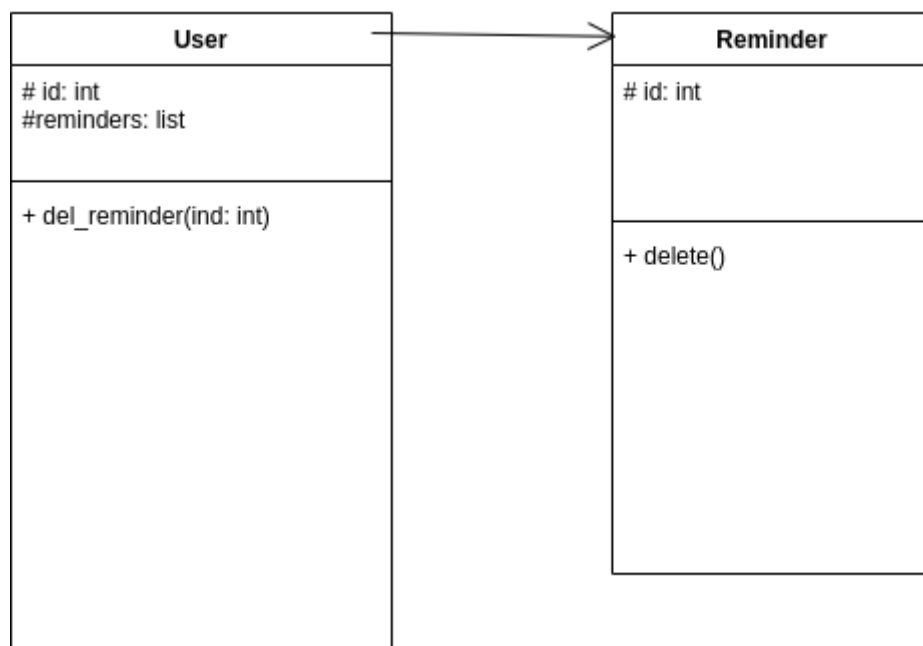 User
# id: int
#reminders: list
+ del_reminder(ind: int)
Reminder
# id: int
+ delete()